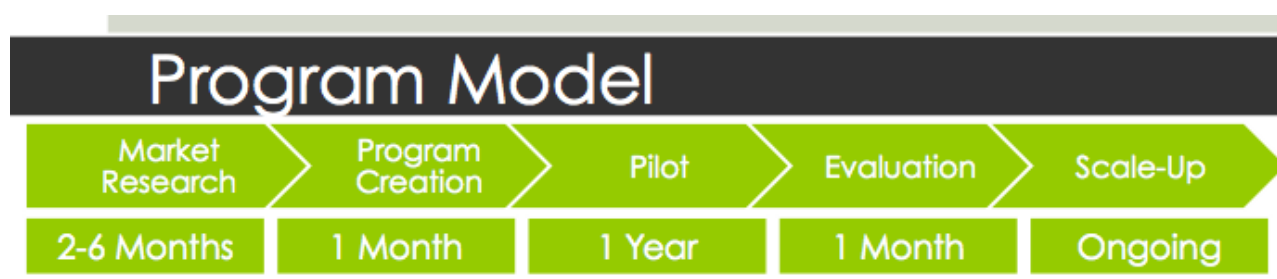 Program Model
Market
Research
Program
Creation
Pilot
Evaluation
Scale-Up
2-6 Months
1 Month
1 Year
1 Month
Ongoing